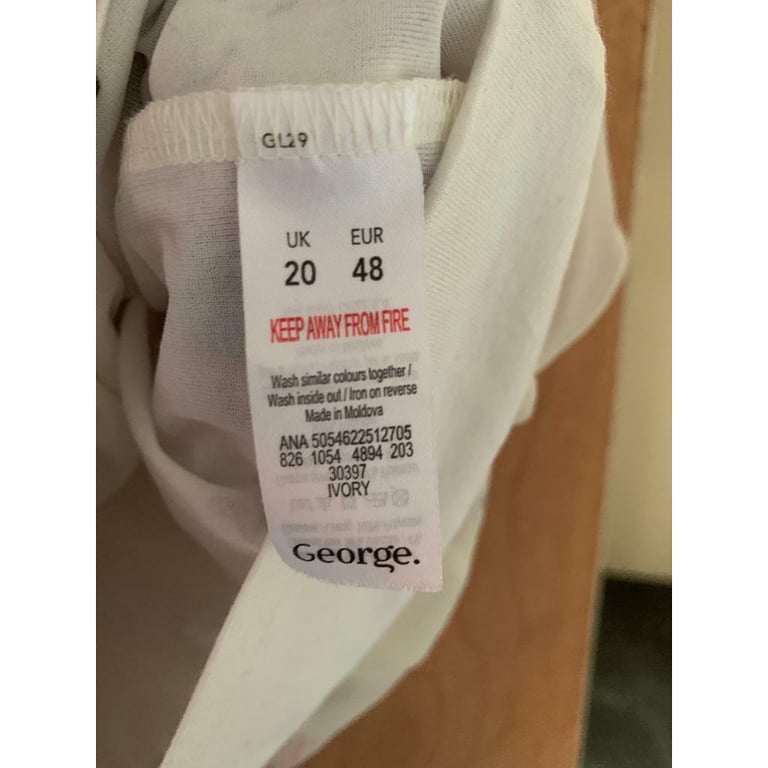 GL29
UK EUR
20 48
KEEP AWAY FROM FIRE
Wash similar colours together /
Wash inside out / Iron on reverse
Made in Moldova
ANA 5054622512705
826 1054 4894 203
30397
IVORY
George.